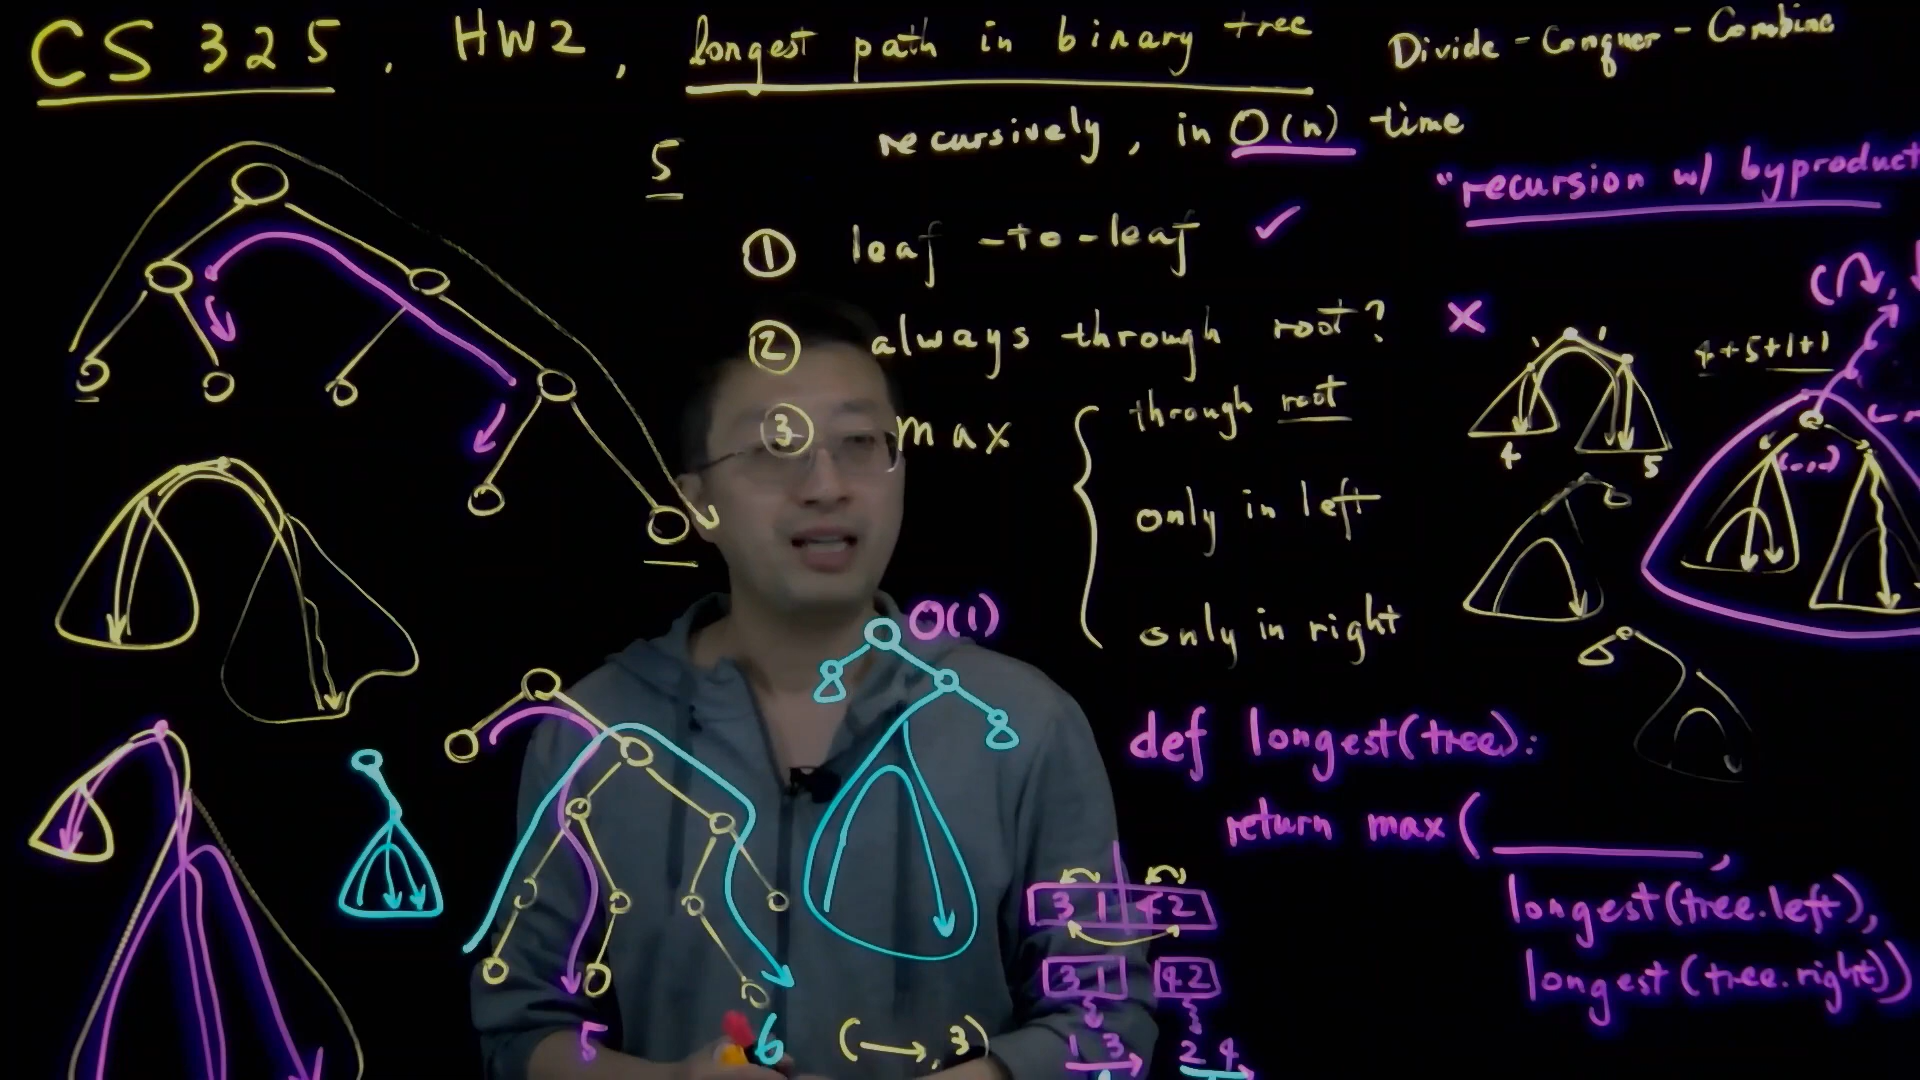 CS 325, HW2, longest path in binary tree
Divide - Conquer - Combine
recursively, in O(n) time
"recursion w/ byproduct
5
① leaf -to- leaf ✓
② always through root? ×
③ max { through root
only in left
only in right
4+5+1+1
4 5
O(1)
def longest(tree):
return max( ________,
longest(tree.left),
longest(tree.right))
3 1 4 2
3 1 4 2
1 3 2 4
5
6
(→, 3)